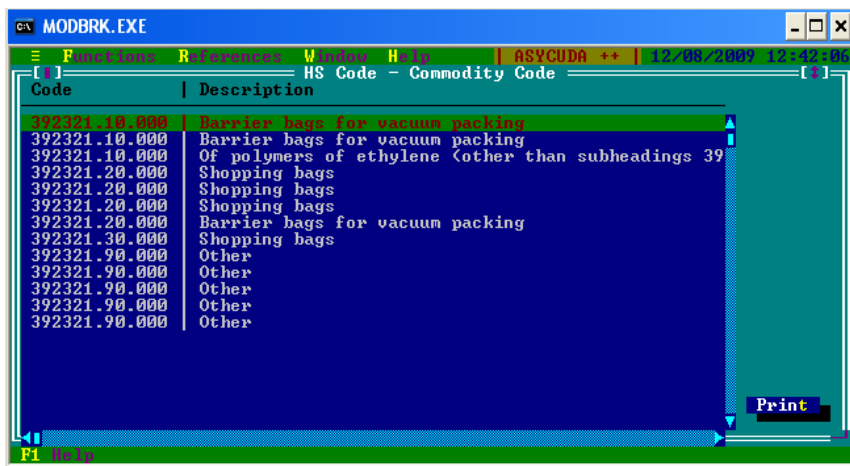 MODBRK.EXE
Functions References Window Help | ASYCUDA ++ | 12/08/2009 12:42:06
HS Code - Commodity Code
Code | Description
392321.10.000 | Barrier bags for vacuum packing
392321.10.000 | Barrier bags for vacuum packing
392321.10.000 | Of polymers of ethylene (other than subheadings 39
392321.20.000 | Shopping bags
392321.20.000 | Shopping bags
392321.20.000 | Shopping bags
392321.20.000 | Barrier bags for vacuum packing
392321.30.000 | Shopping bags
392321.90.000 | Other
392321.90.000 | Other
392321.90.000 | Other
392321.90.000 | Other
392321.90.000 | Other
Print
F1 Help